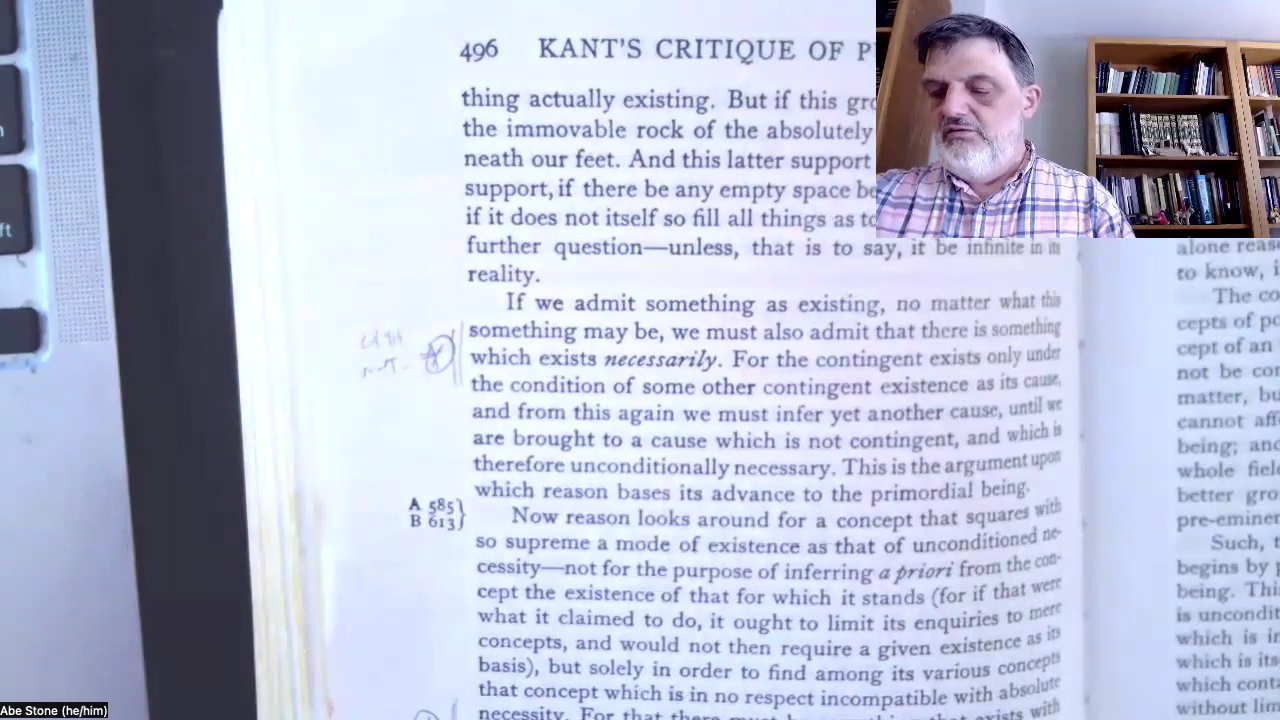 496 KANT'S CRITIQUE OF P
thing actually existing. But if this gro
the immovable rock of the absolutely
neath our feet. And this latter support
support, if there be any empty space be
if it does not itself so fill all things as to
further question—unless, that is to say, it be infinite in its
reality.
If we admit something as existing, no matter what this
something may be, we must also admit that there is something
which exists necessarily. For the contingent exists only under
the condition of some other contingent existence as its cause,
and from this again we must infer yet another cause, until we
are brought to a cause which is not contingent, and which is
therefore unconditionally necessary. This is the argument upon
which reason bases its advance to the primordial being.
A 585
B 613
Now reason looks around for a concept that squares with
so supreme a mode of existence as that of unconditioned ne-
cessity—not for the purpose of inferring a priori from the con-
cept the existence of that for which it stands (for if that were
what it claimed to do, it ought to limit its enquiries to mere
concepts, and would not then require a given existence as its
basis), but solely in order to find among its various concepts
that concept which is in no respect incompatible with absolute
necessity. For that there must be something that exists with
alone reas
to know, i
The co
cepts of po
cept of an
not be con
matter, bu
cannot aff
being; and
whole fiel
better gro
pre-eminen
Such, t
begins by p
being. Thi
is uncondit
which is in
which is its
which conta
without lim
ft
Abe Stone (he/him)